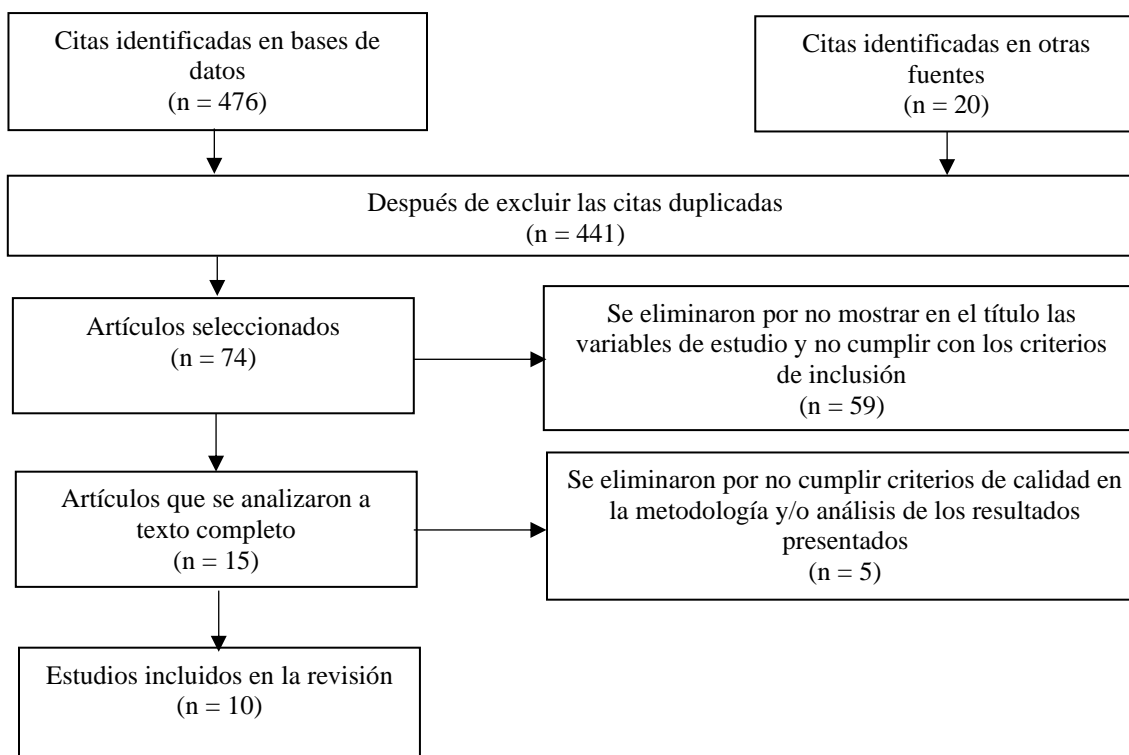 Citas identificadas en bases de
datos
(n = 476)
Citas identificadas en otras
fuentes
(n = 20)
Después de excluir las citas duplicadas
(n = 441)
Artículos seleccionados
(n = 74)
Se eliminaron por no mostrar en el título las
variables de estudio y no cumplir con los criterios
de inclusión
(n = 59)
Artículos que se analizaron a
texto completo
(n = 15)
Se eliminaron por no cumplir criterios de calidad en
la metodología y/o análisis de los resultados
presentados
(n = 5)
Estudios incluidos en la revisión
(n = 10)